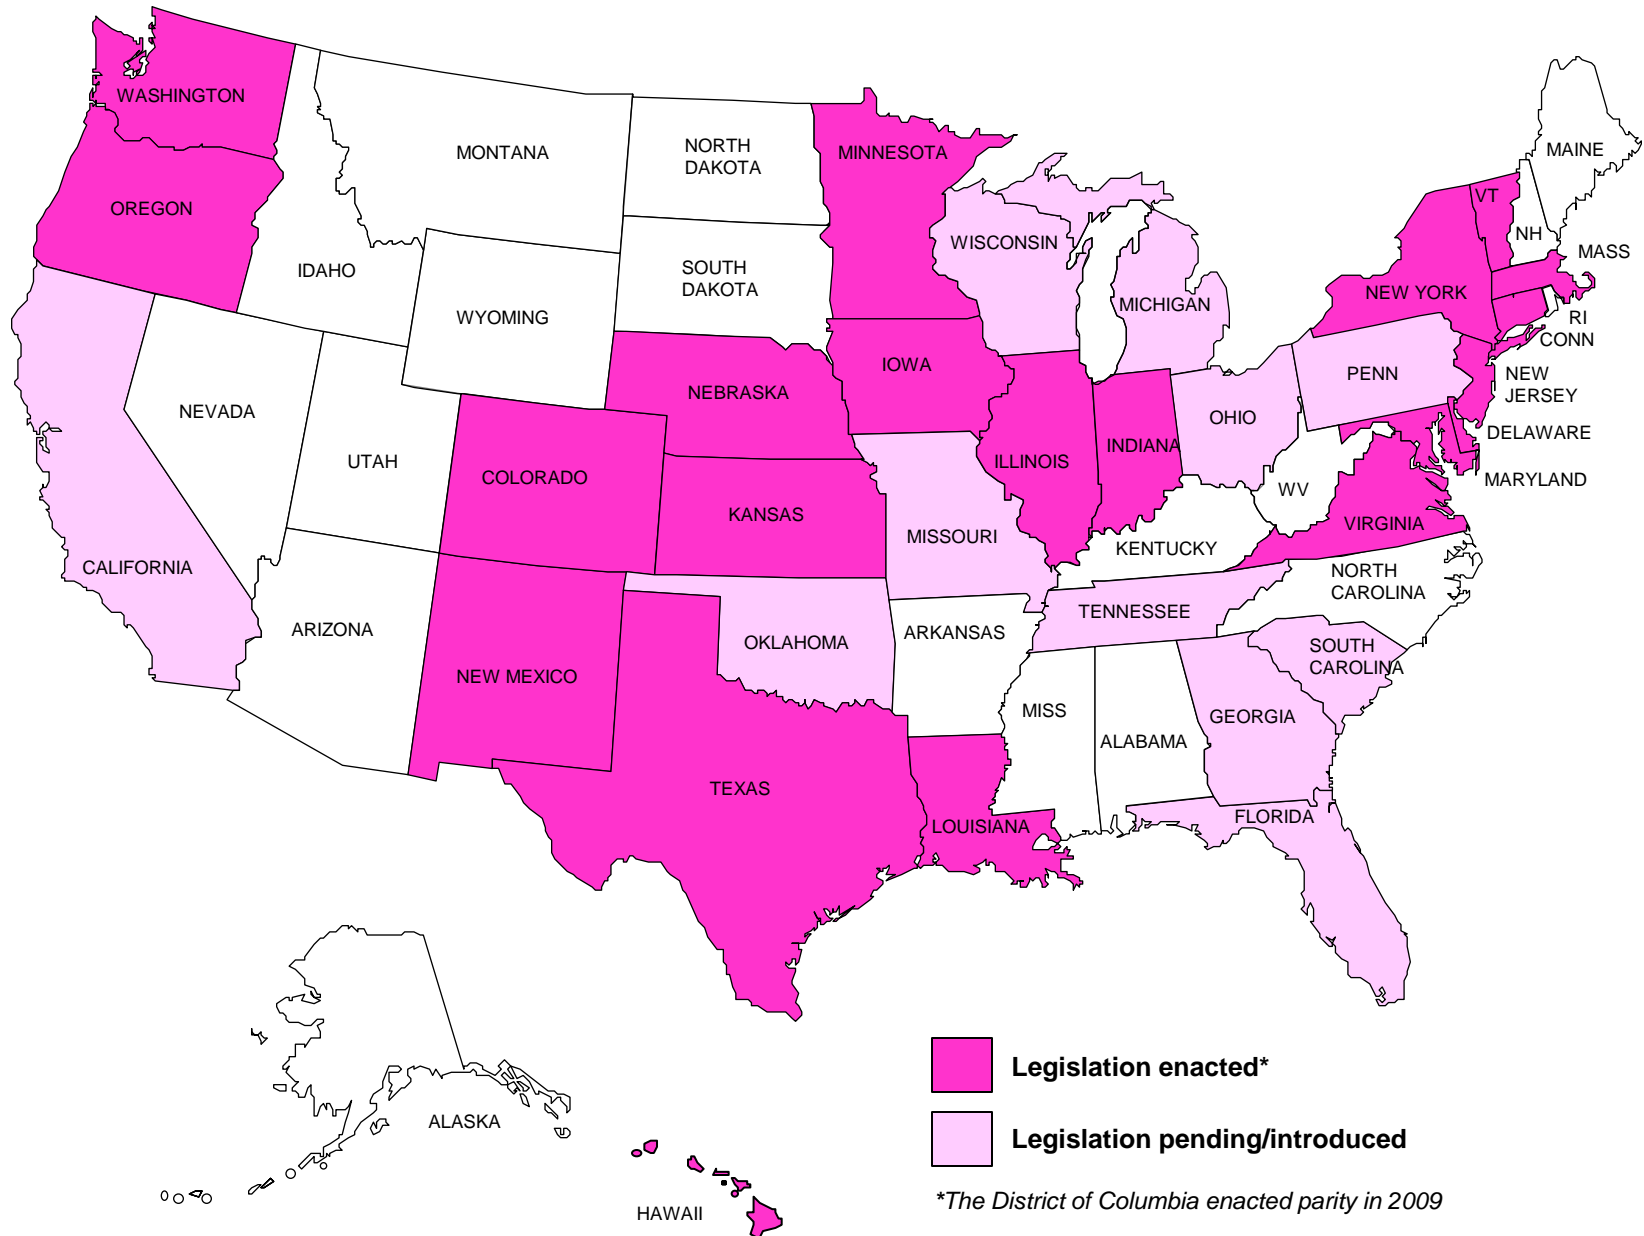 WASHINGTON
MONTANA
NORTH
DAKOTA
MINNESOTA
MAINE
OREGON
IDAHO
WYOMING
SOUTH
DAKOTA
WISCONSIN
MICHIGAN
VT
NH
MASS
NEW YORK
RI
CONN
NEVADA
UTAH
COLORADO
NEBRASKA
IOWA
ILLINOIS
INDIANA
OHIO
PENN
NEW
JERSEY
DELAWARE
MARYLAND
WV
VIRGINIA
CALIFORNIA
ARIZONA
NEW MEXICO
KANSAS
MISSOURI
KENTUCKY
NORTH
CAROLINA
TENNESSEE
OKLAHOMA
ARKANSAS
SOUTH
CAROLINA
TEXAS
LOUISIANA
MISS
ALABAMA
GEORGIA
FLORIDA
ALASKA
HAWAII
Legislation enacted*
Legislation pending/introduced
*The District of Columbia enacted parity in 2009